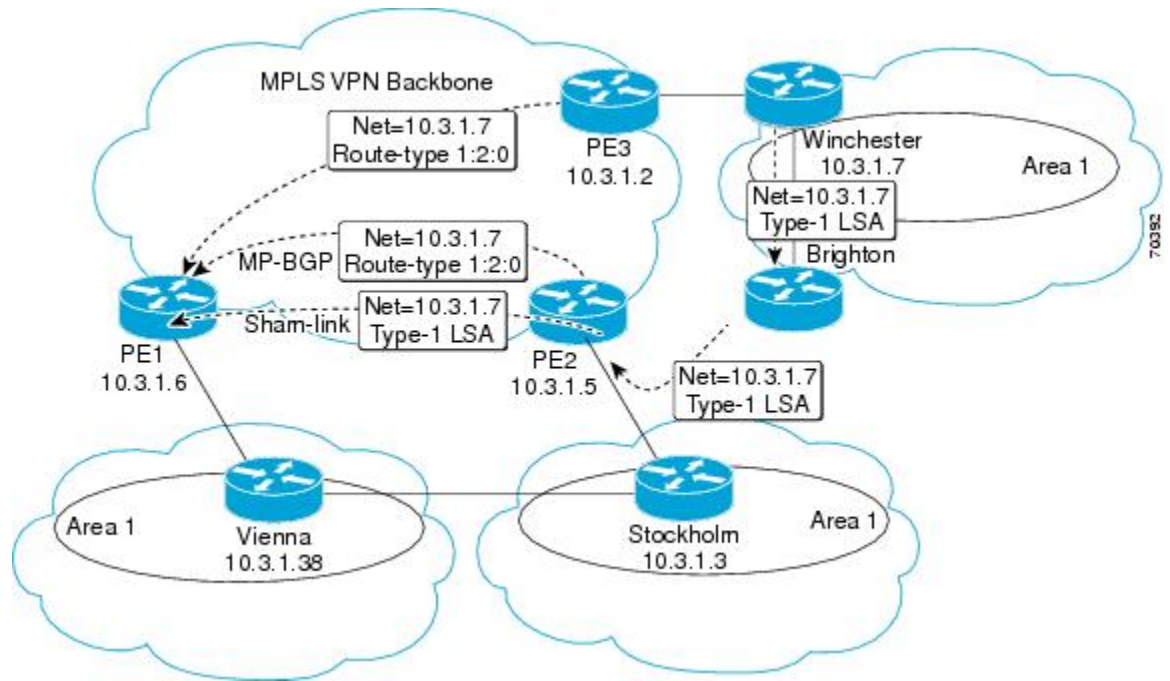 MPLS VPN Backbone
Net=10.3.1.7
Route-type 1:2:0
PE3
10.3.1.2
Winchester
10.3.1.7
Area 1
Net=10.3.1.7
Type-1 LSA
Brighton
70392
MP-BGP
Net=10.3.1.7
Route-type 1:2:0
Sham-link
Net=10.3.1.7
Type-1 LSA
PE1
10.3.1.6
PE2
10.3.1.5
Net=10.3.1.7
Type-1 LSA
Area 1
Vienna
10.3.1.38
Stockholm
10.3.1.3
Area 1